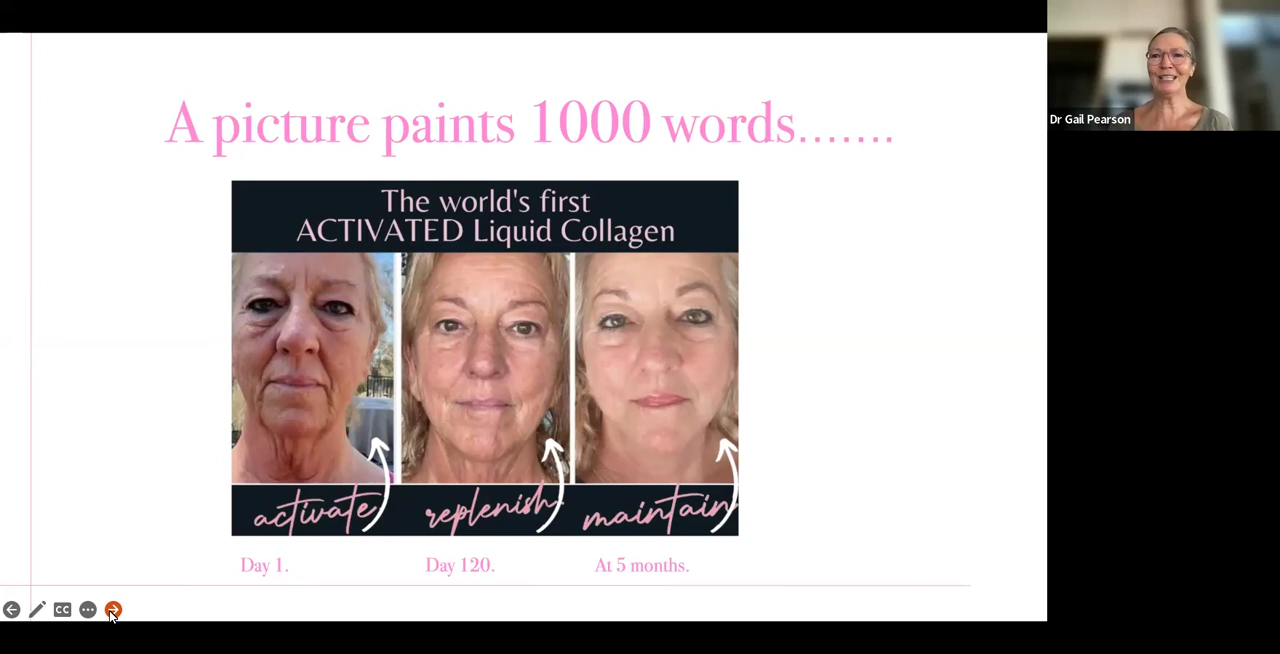 A picture paints 1000 words.......
The world's first
ACTIVATED Liquid Collagen
activate
replenish
maintain
Day 1.
Day 120.
At 5 months.
CC
Dr Gail Pearson